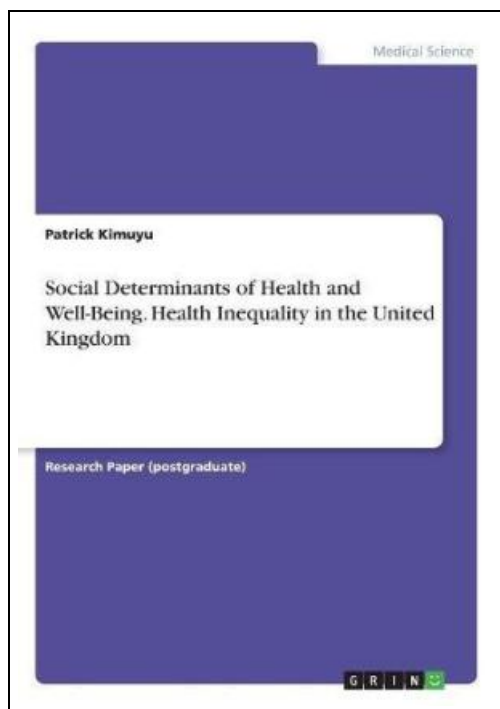 Medical Science
Patrick Kimuyu
Social Determinants of Health and
Well-Being. Health Inequality in the United
Kingdom
Research Paper (postgraduate)
GRIN